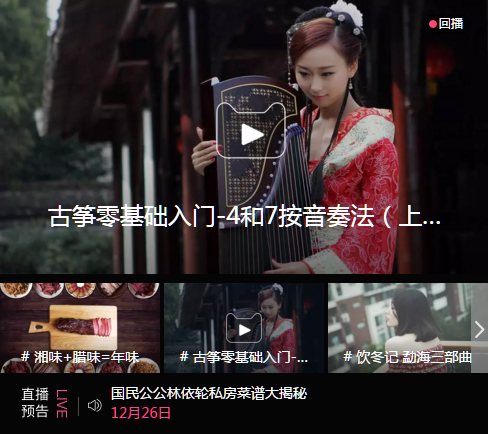 回播
古筝零基础入门-4和7按音奏法（上...
# 湘味+腊味=年味
# 古筝零基础入门-...
# 饮冬记 勐海三部曲
直播
预告
LIVE
国民公公林依轮私房菜谱大揭秘
12月26日